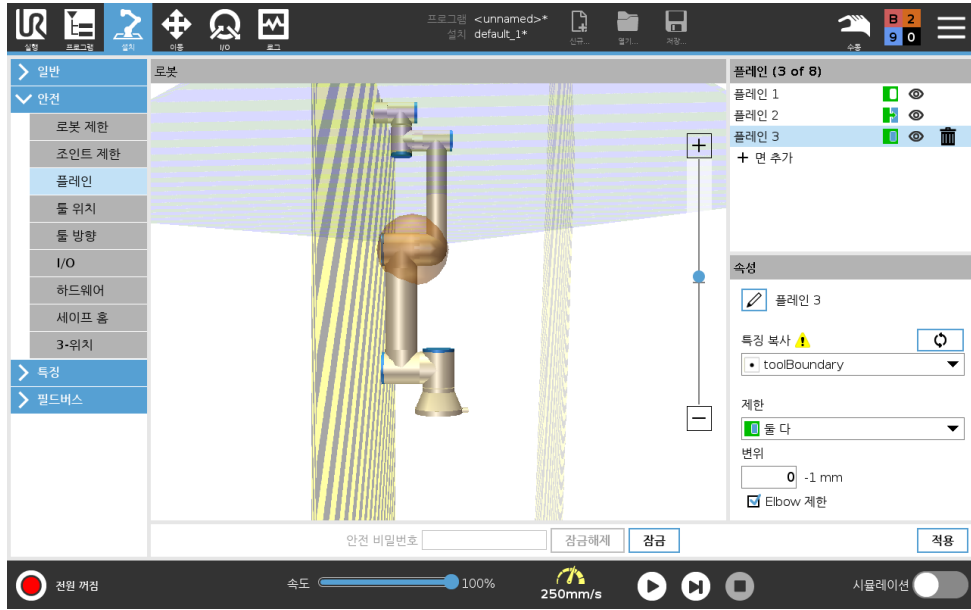 UR
실행
프로그램
설치
이동
I/O
로그
프로그램 <unnamed>*
설치 default_1*
신규...
열기...
저장...
수동
B 2
9 0
일반
안전
로봇 제한
조인트 제한
플레인
툴 위치
툴 방향
I/O
하드웨어
세이프 홈
3-위치
특징
필드버스
로봇
+
−
플레인 (3 of 8)
플레인 1
플레인 2
플레인 3
+ 면 추가
속성
플레인 3
특징 복사
toolBoundary
제한
둘 다
변위
0 -1 mm
Elbow 제한
안전 비밀번호 잠금해제 잠금
적용
전원 꺼짐
속도 100%
250mm/s
시뮬레이션